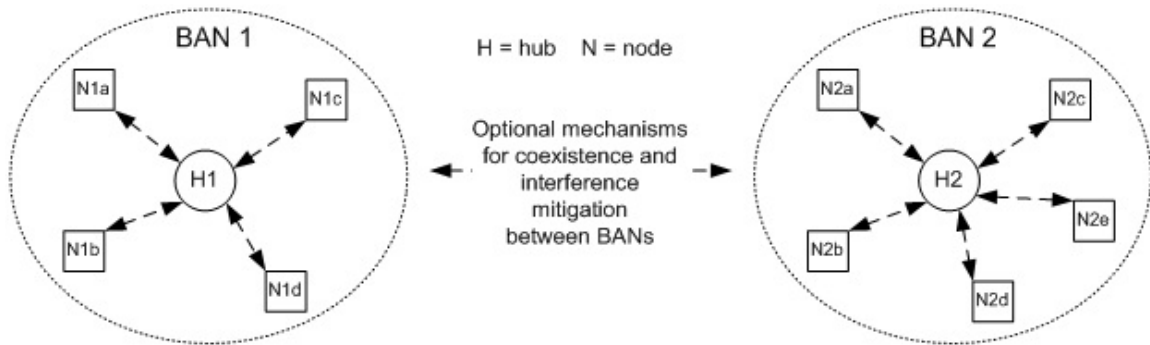 BAN 1
N1a
N1c
H1
N1b
N1d
H = hub N = node
Optional mechanisms
for coexistence and
interference
mitigation
between BANs
BAN 2
N2a
N2c
H2
N2e
N2b
N2d